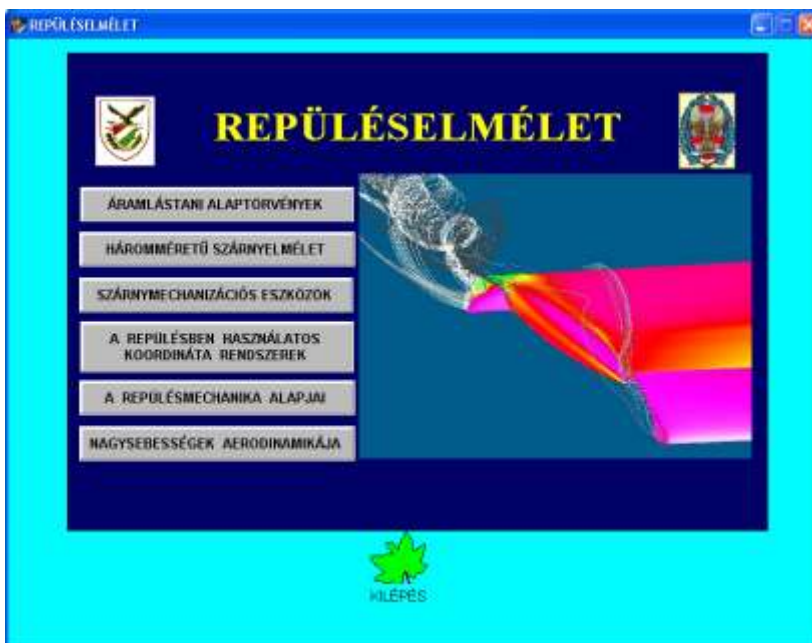 REPÜLÉSELMÉLET
REPÜLÉSELMÉLET
ÁRAMLÁSTANI ALAPTÖRVÉNYEK
HÁROMMÉRETŰ SZÁRNYELMÉLET
SZÁRNYMECHANIZÁCIÓS ESZKÖZÖK
A REPÜLÉSBEN HASZNÁLATOS
KOORDINÁTA RENDSZEREK
A REPÜLÉSMECHANIKA ALAPJAI
NAGYSEBESSÉGEK AERODINAMIKÁJA
KILÉPÉS